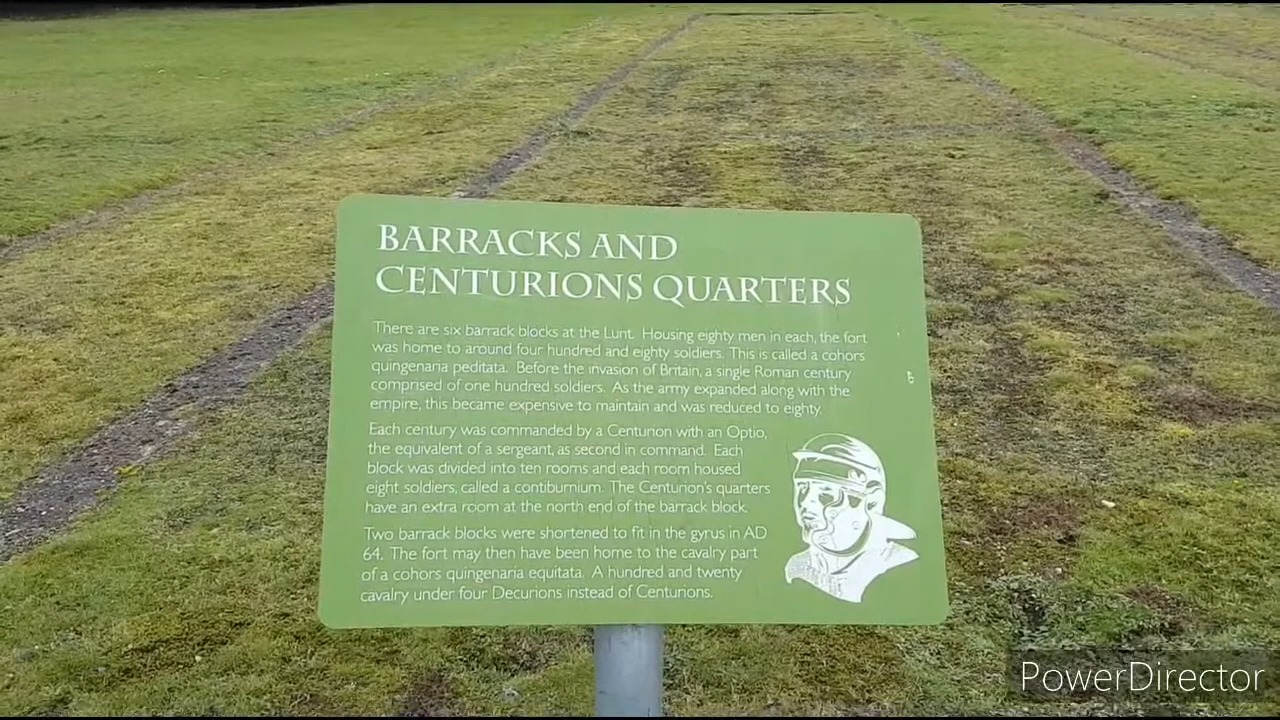 BARRACKS AND
CENTURIONS QUARTERS
There are six barrack blocks at the Lunt. Housing eighty men in each, the fort
was home to around four hundred and eighty soldiers. This is called a cohors
quingenaria peditata. Before the invasion of Britain, a single Roman century
comprised of one hundred soldiers. As the army expanded along with the
empire, this became expensive to maintain and was reduced to eighty.
Each century was commanded by a Centurion with an Optio,
the equivalent of a sergeant, as second in command. Each
block was divided into ten rooms and each room housed
eight soldiers, called a contiburnium. The Centurion's quarters
have an extra room at the north end of the barrack block.
Two barrack blocks were shortened to fit in the gyrus in AD
64. The fort may then have been home to the cavalry part
of a cohors quingenaria equitata. A hundred and twenty
cavalry under four Decurions instead of Centurions.
PowerDirector